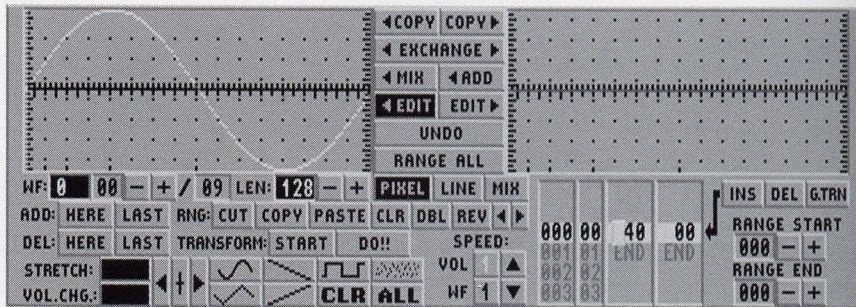 COPY COPY
EXCHANGE
MIX ADD
EDIT EDIT
UNDO
RANGE ALL
WF: 0 00 - + / 09 LEN: 128 - + PIXEL LINE MIX
ADD: HERE LAST RNG: CUT COPY PASTE CLR DBL REV
DEL: HERE LAST TRANSFORM: START DO!! SPEED:
STRETCH: VOL 1
VOL.CHG.: CLR ALL WF 1
000 00 40 00
001 01 END END
002 02
003 03
INS DEL G.TRN
RANGE START
000 - +
RANGE END
000 - +